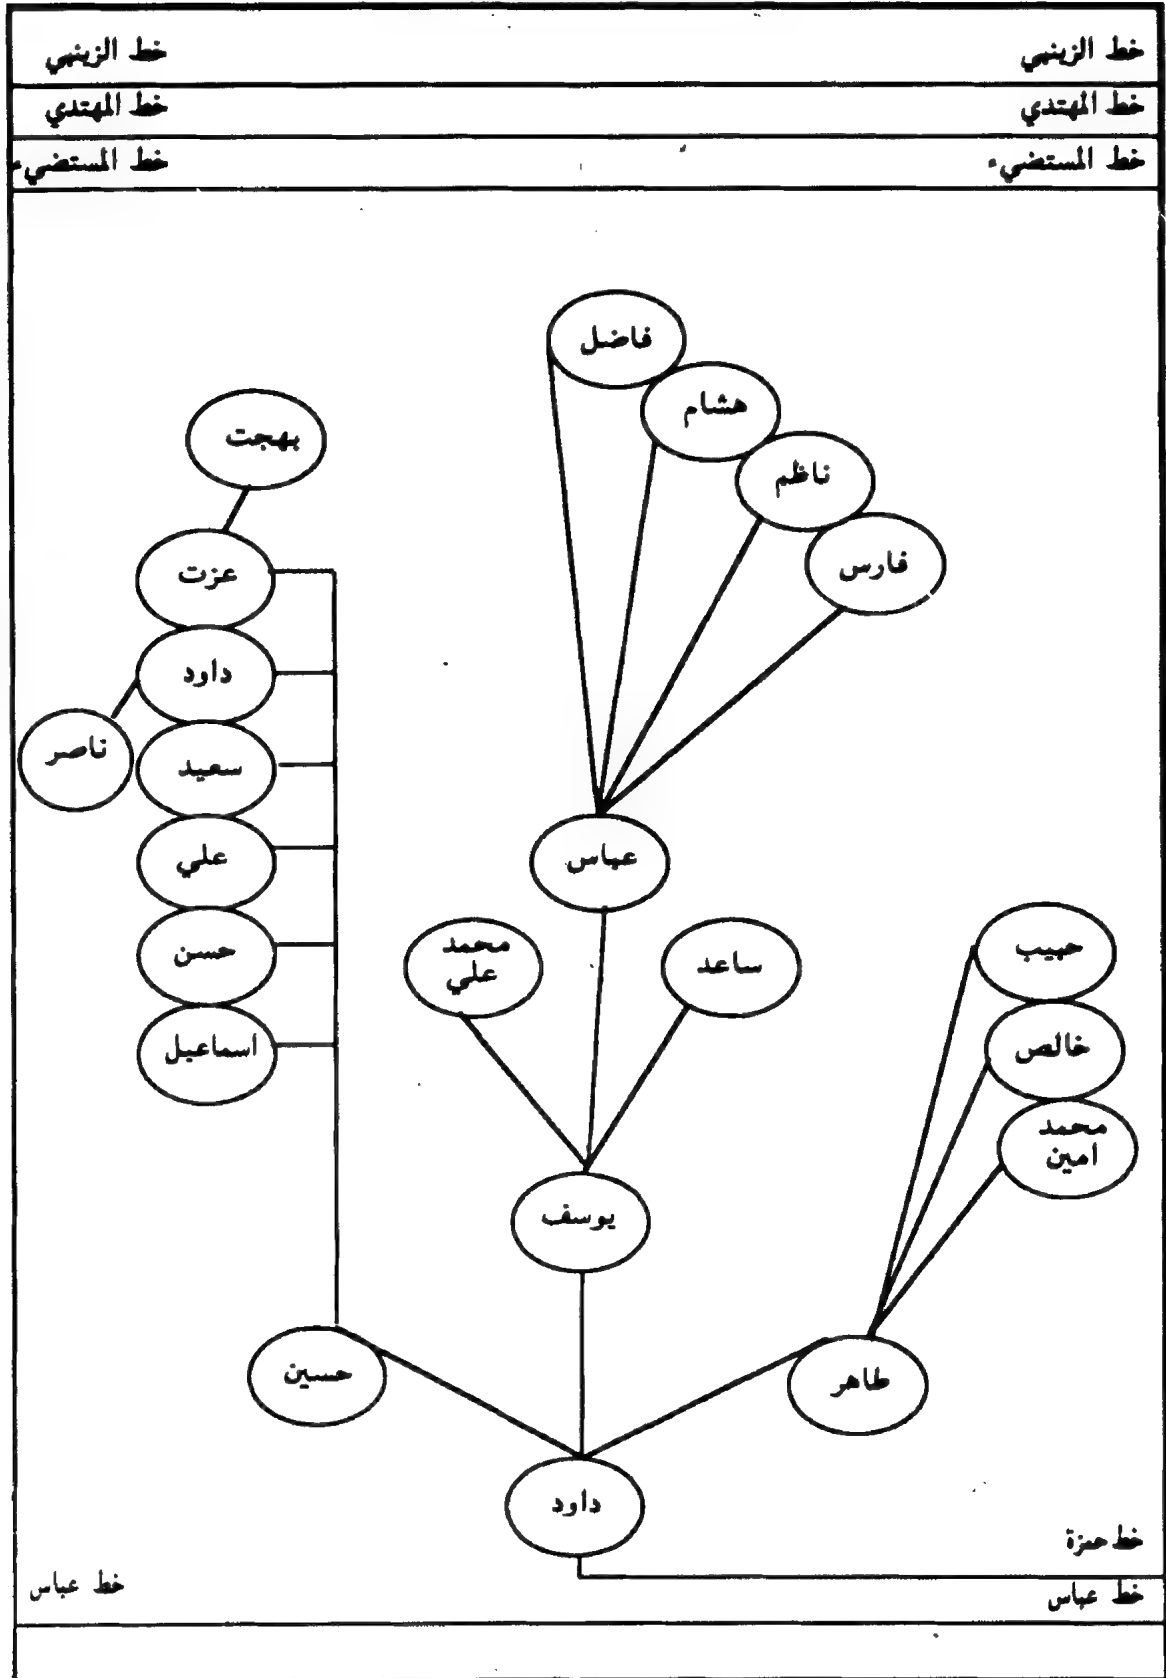 خط الزينبي
خط الزينبي
خط المهتدي
خط المهتدي
خط المستضيء
خط المستضيء
فاضل
هشام
بهجت
ناظم
فارس
عزت
داود
ناصر
سعيد
علي
عباس
حسن
محمد
علي
ساعد
حبيب
اسماعيل
خالص
محمد
امين
يوسف
حسين
طاهر
داود
خط حمزة
خط عباس
خط عباس